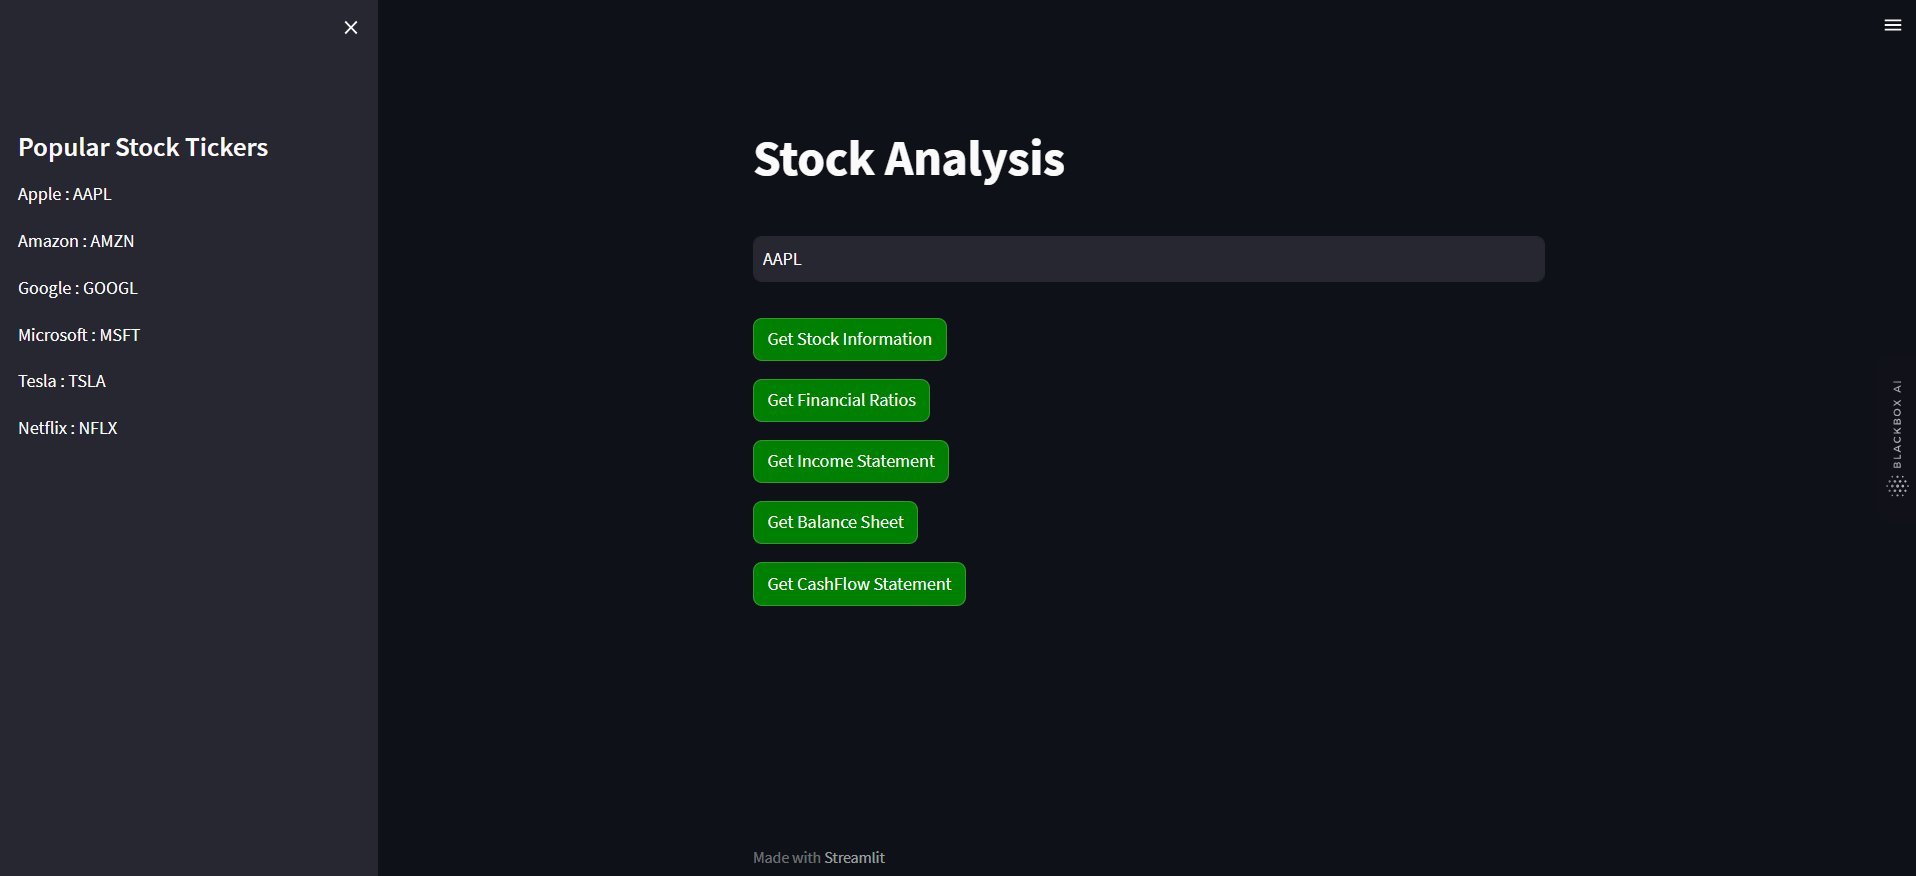 Popular Stock Tickers
Apple : AAPL
Amazon : AMZN
Google : GOOGL
Microsoft : MSFT
Tesla : TSLA
Netflix : NFLX
Stock Analysis
AAPL
Get Stock Information
Get Financial Ratios
Get Income Statement
Get Balance Sheet
Get CashFlow Statement
Made with Streamlit
BLACKBOX AI